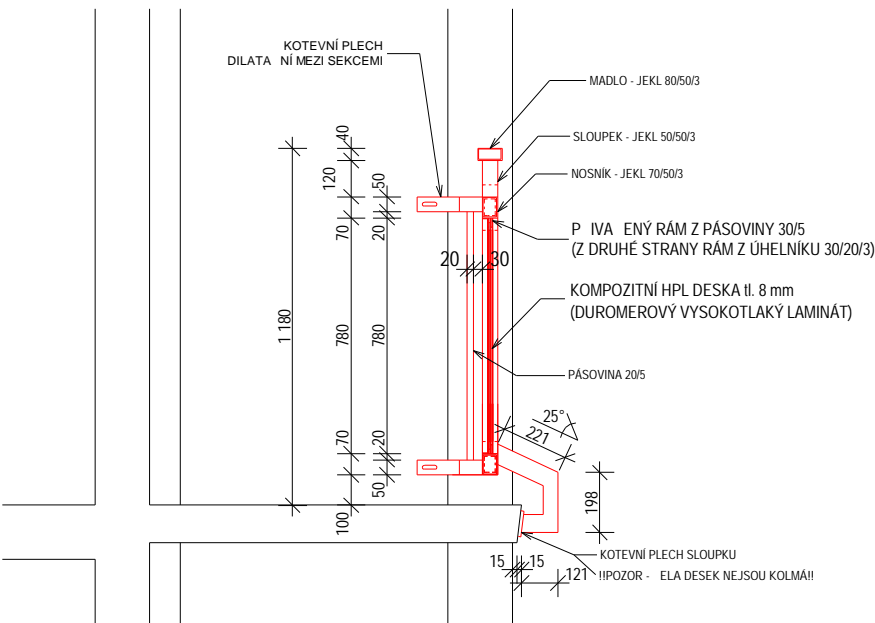 KOTEVNÍ PLECH
DILATA NÍ MEZI SEKCEMI
MADLO - JEKL 80/50/3
SLOUPEK - JEKL 50/50/3
NOSNÍK - JEKL 70/50/3
P IVA ENÝ RÁM Z PÁSOVINY 30/5
(Z DRUHÉ STRANY RÁM Z ÚHELNÍKU 30/20/3)
KOMPOZITNÍ HPL DESKA tl. 8 mm
(DUROMEROVÝ VYSOKOTLAKÝ LAMINÁT)
PÁSOVINA 20/5
KOTEVNÍ PLECH SLOUPKU
!!POZOR - ELA DESEK NEJSOU KOLMÁ!!
1 180
40
120
70
780
70
100
50
20
780
20
50
20
30
25°
221
198
15
15
121